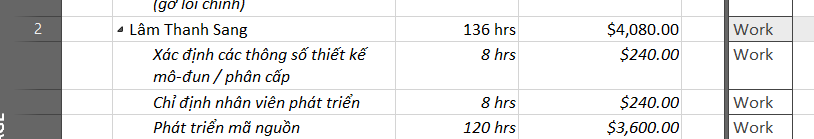 (gỡ lỗi chính)
2 Lâm Thanh Sang 136 hrs $4,080.00 Work
Xác định các thông số thiết kế 8 hrs $240.00 Work
mô-đun / phân cấp
Chỉ định nhân viên phát triển 8 hrs $240.00 Work
Phát triển mã nguồn 120 hrs $3,600.00 Work